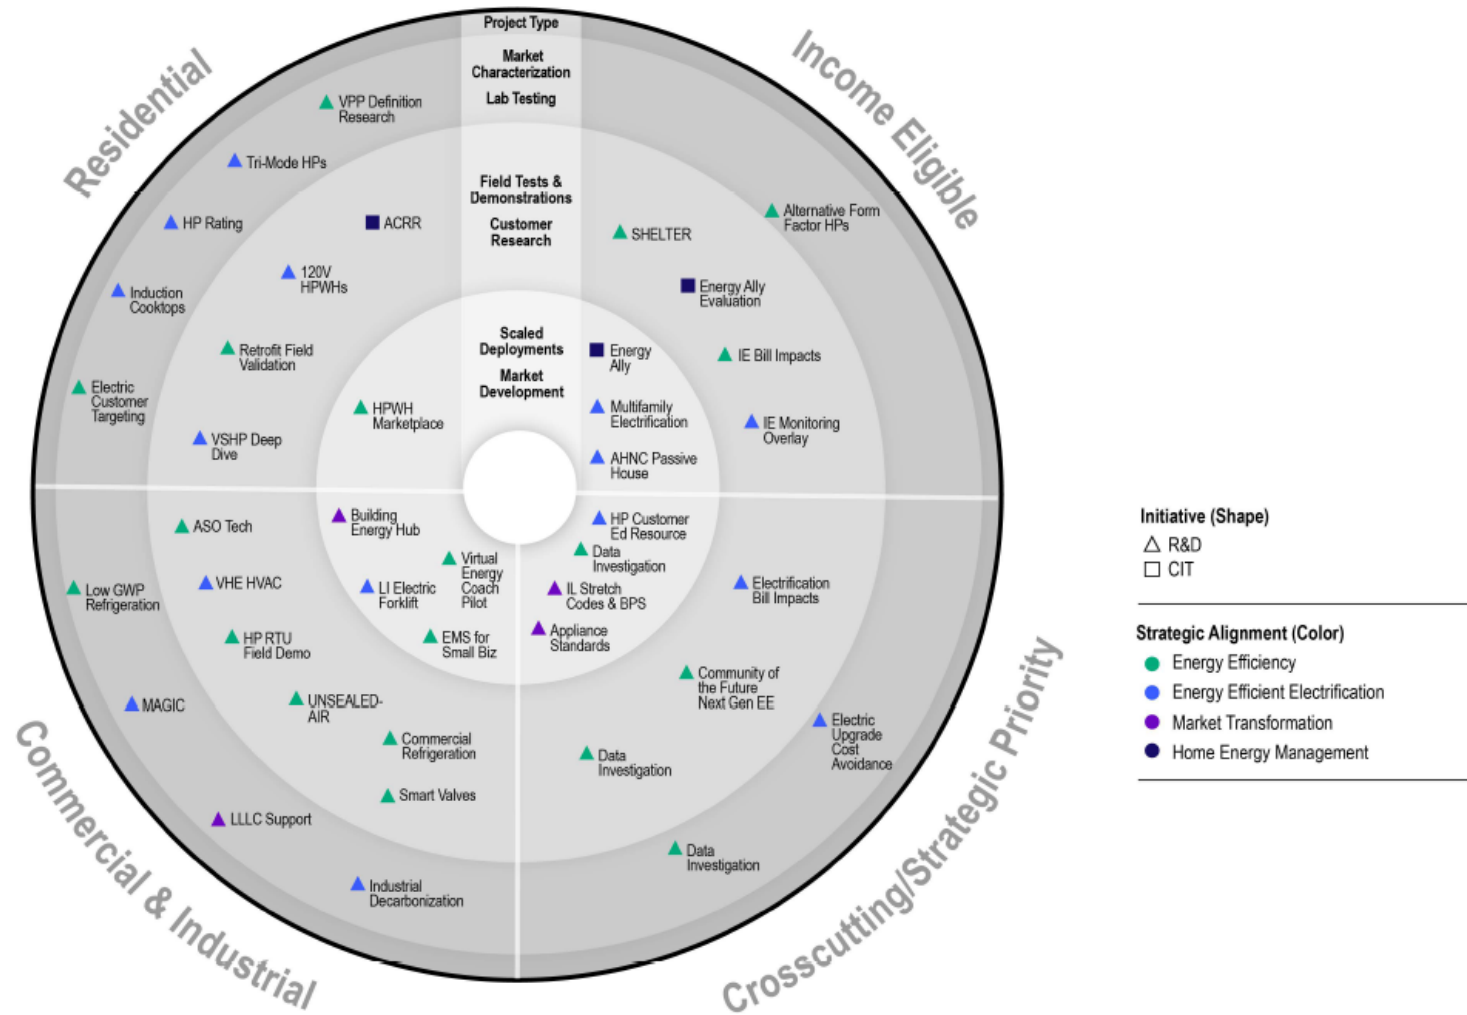 Project Type
Market
Characterization
Lab Testing
Field Tests &
Demonstrations
Customer
Research
Scaled
Deployments
Market
Development
Residential
VPP Definition
Research
Tri-Mode HPs
HP Rating
ACRR
120V
HPWHs
Induction
Cooktops
Retrofit Field
Validation
Electric
Customer
Targeting
HPWH
Marketplace
VSHP Deep
Dive
Income Eligible
Alternative Form
Factor HPs
SHELTER
Energy Ally
Evaluation
Energy
Ally
IE Bill Impacts
Multifamily
Electrification
IE Monitoring
Overlay
AHNC Passive
House
Commercial & Industrial
Building
Energy Hub
ASO Tech
Virtual
Energy
Coach
Pilot
VHE HVAC
LI Electric
Forklift
Low GWP
Refrigeration
HP RTU
Field Demo
EMS for
Small Biz
MAGIC
UNSEALED-
AIR
Commercial
Refrigeration
Smart Valves
LLLC Support
Industrial
Decarbonization
Crosscutting/Strategic Priority
HP Customer
Ed Resource
Data
Investigation
IL Stretch
Codes & BPS
Appliance
Standards
Electrification
Bill Impacts
Community of
the Future
Next Gen EE
Electric
Upgrade
Cost
Avoidance
Data
Investigation
Data
Investigation
Initiative (Shape)
R&D
CIT
Strategic Alignment (Color)
Energy Efficiency
Energy Efficient Electrification
Market Transformation
Home Energy Management